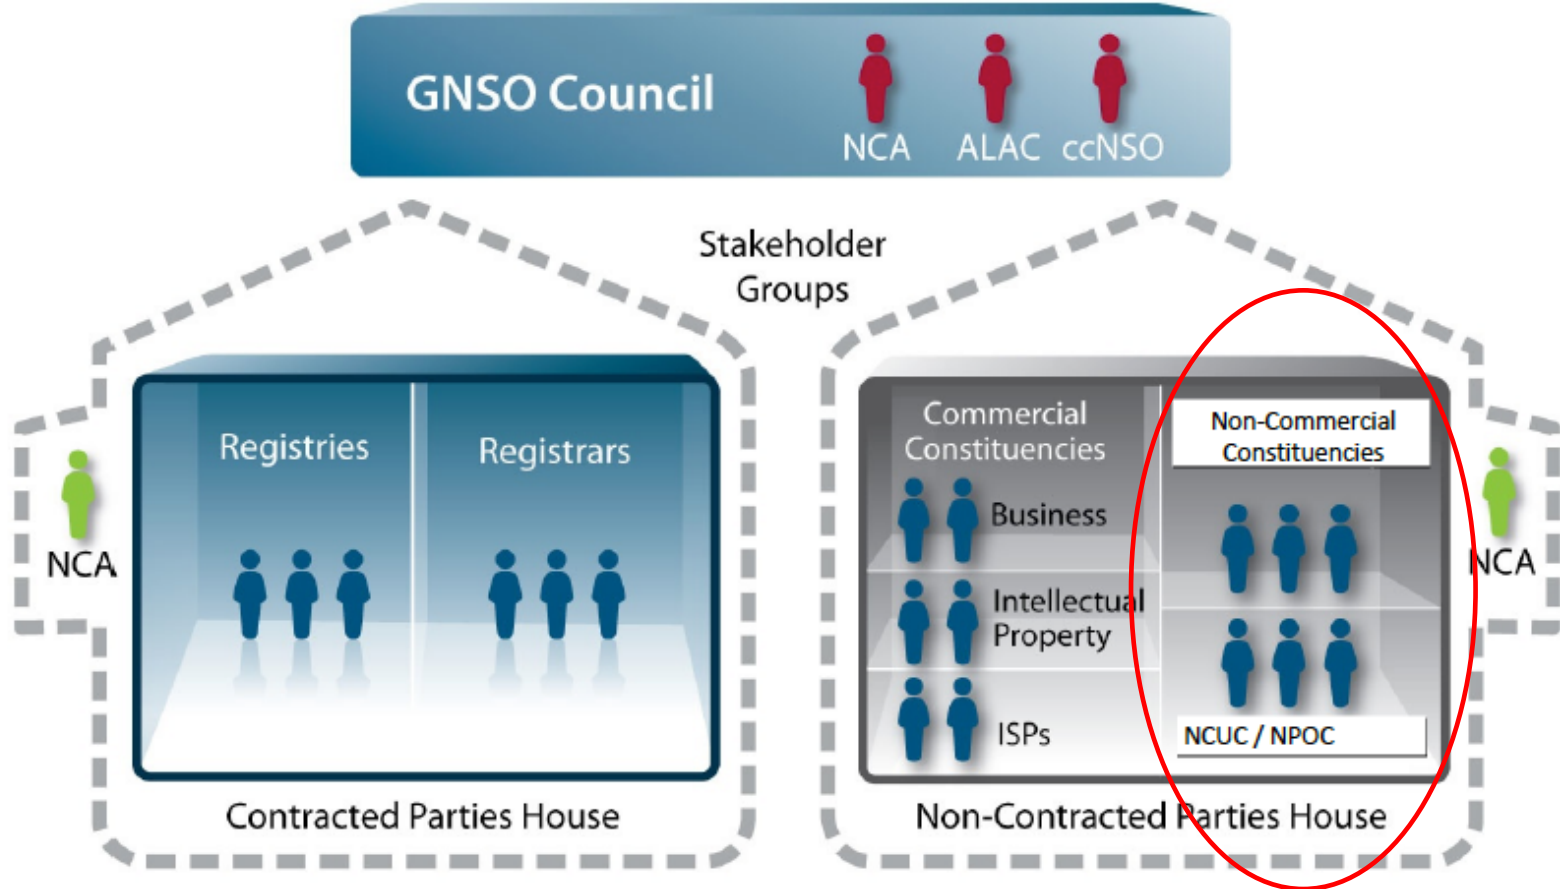 GNSO Council
NCA
ALAC
ccNSO
Stakeholder
Groups
Registries
Registrars
NCA
Contracted Parties House
Commercial
Constituencies
Business
Intellectual
Property
ISPs
Non-Commercial
Constituencies
NCUC / NPOC
NCA
Non-Contracted Parties House